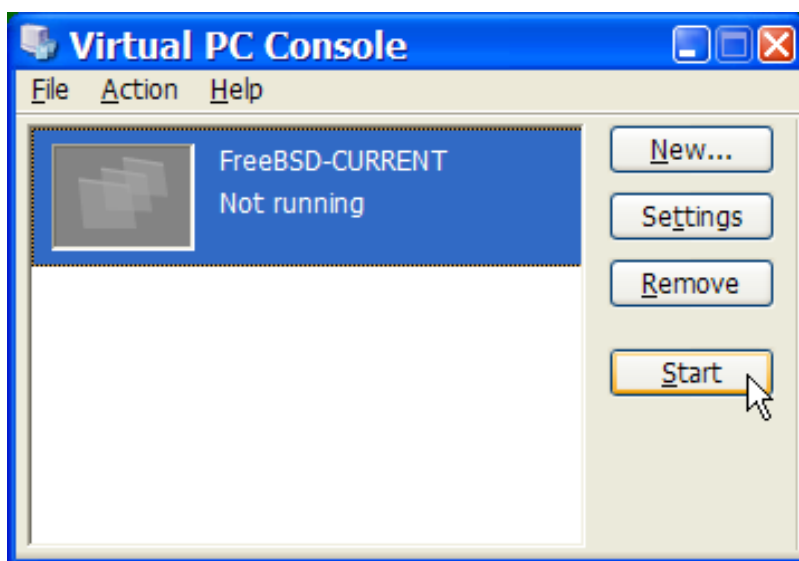 Virtual PC Console
File Action Help
FreeBSD-CURRENT
Not running
New...
Settings
Remove
Start